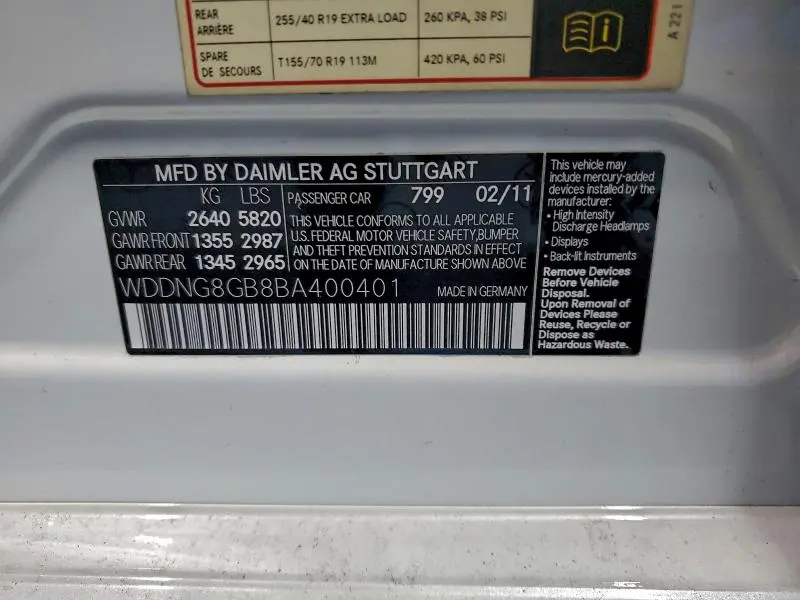 REAR
ARRIÈRE
255/40 R19 EXTRA LOAD
260 KPA, 38 PSI
SPARE
DE SECOURS
T155/70 R19 113M
420 KPA, 60 PSI
i
A 221
MFD BY DAIMLER AG STUTTGART
KG LBS
GVWR 2640 5820
GAWR FRONT 1355 2987
GAWR REAR 1345 2965
PASSENGER CAR 799 02/11
THIS VEHICLE CONFORMS TO ALL APPLICABLE
U.S. FEDERAL MOTOR VEHICLE SAFETY,BUMPER
AND THEFT PREVENTION STANDARDS IN EFFECT
ON THE DATE OF MANUFACTURE SHOWN ABOVE
WDDNG8GB8BA400401 MADE IN GERMANY
This vehicle may
include mercury-added
devices installed by the
manufacturer:
• High Intensity
Discharge Headlamps
• Displays
• Back-lit Instruments
Remove Devices
Before Vehicle
Disposal.
Upon Removal of
Devices Please
Reuse, Recycle or
Dispose as
Hazardous Waste.